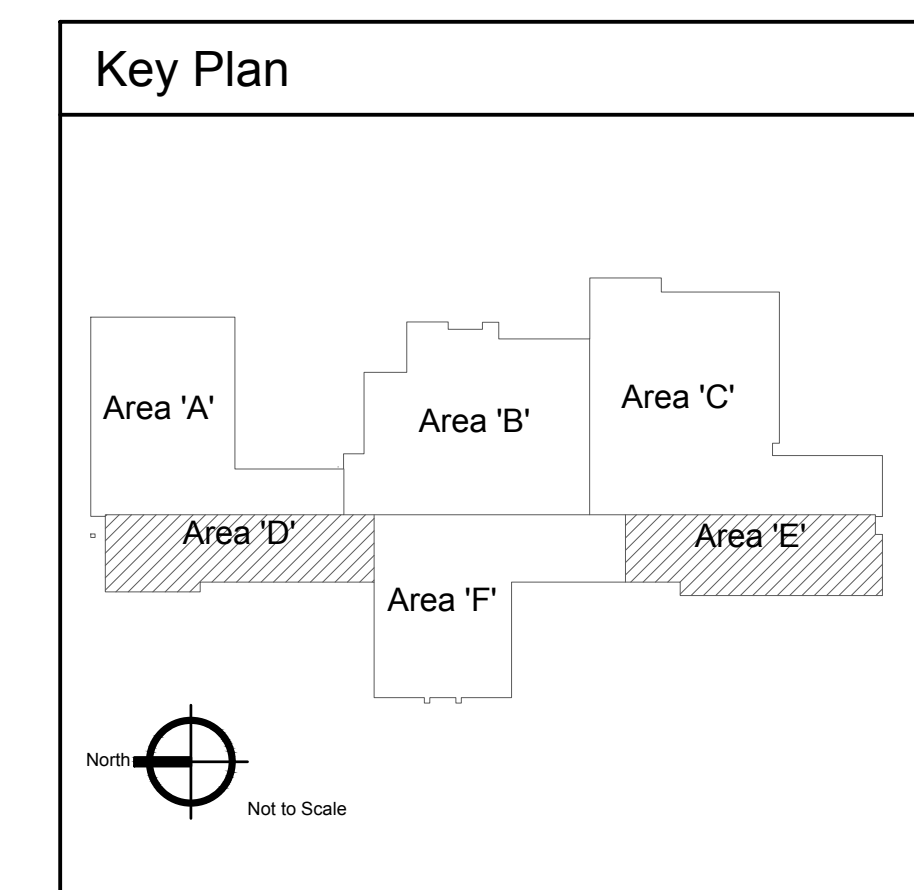 Key Plan
Area 'A'
Area 'B'
Area 'C'
Area 'D'
Area 'E'
Area 'F'
North
Not to Scale